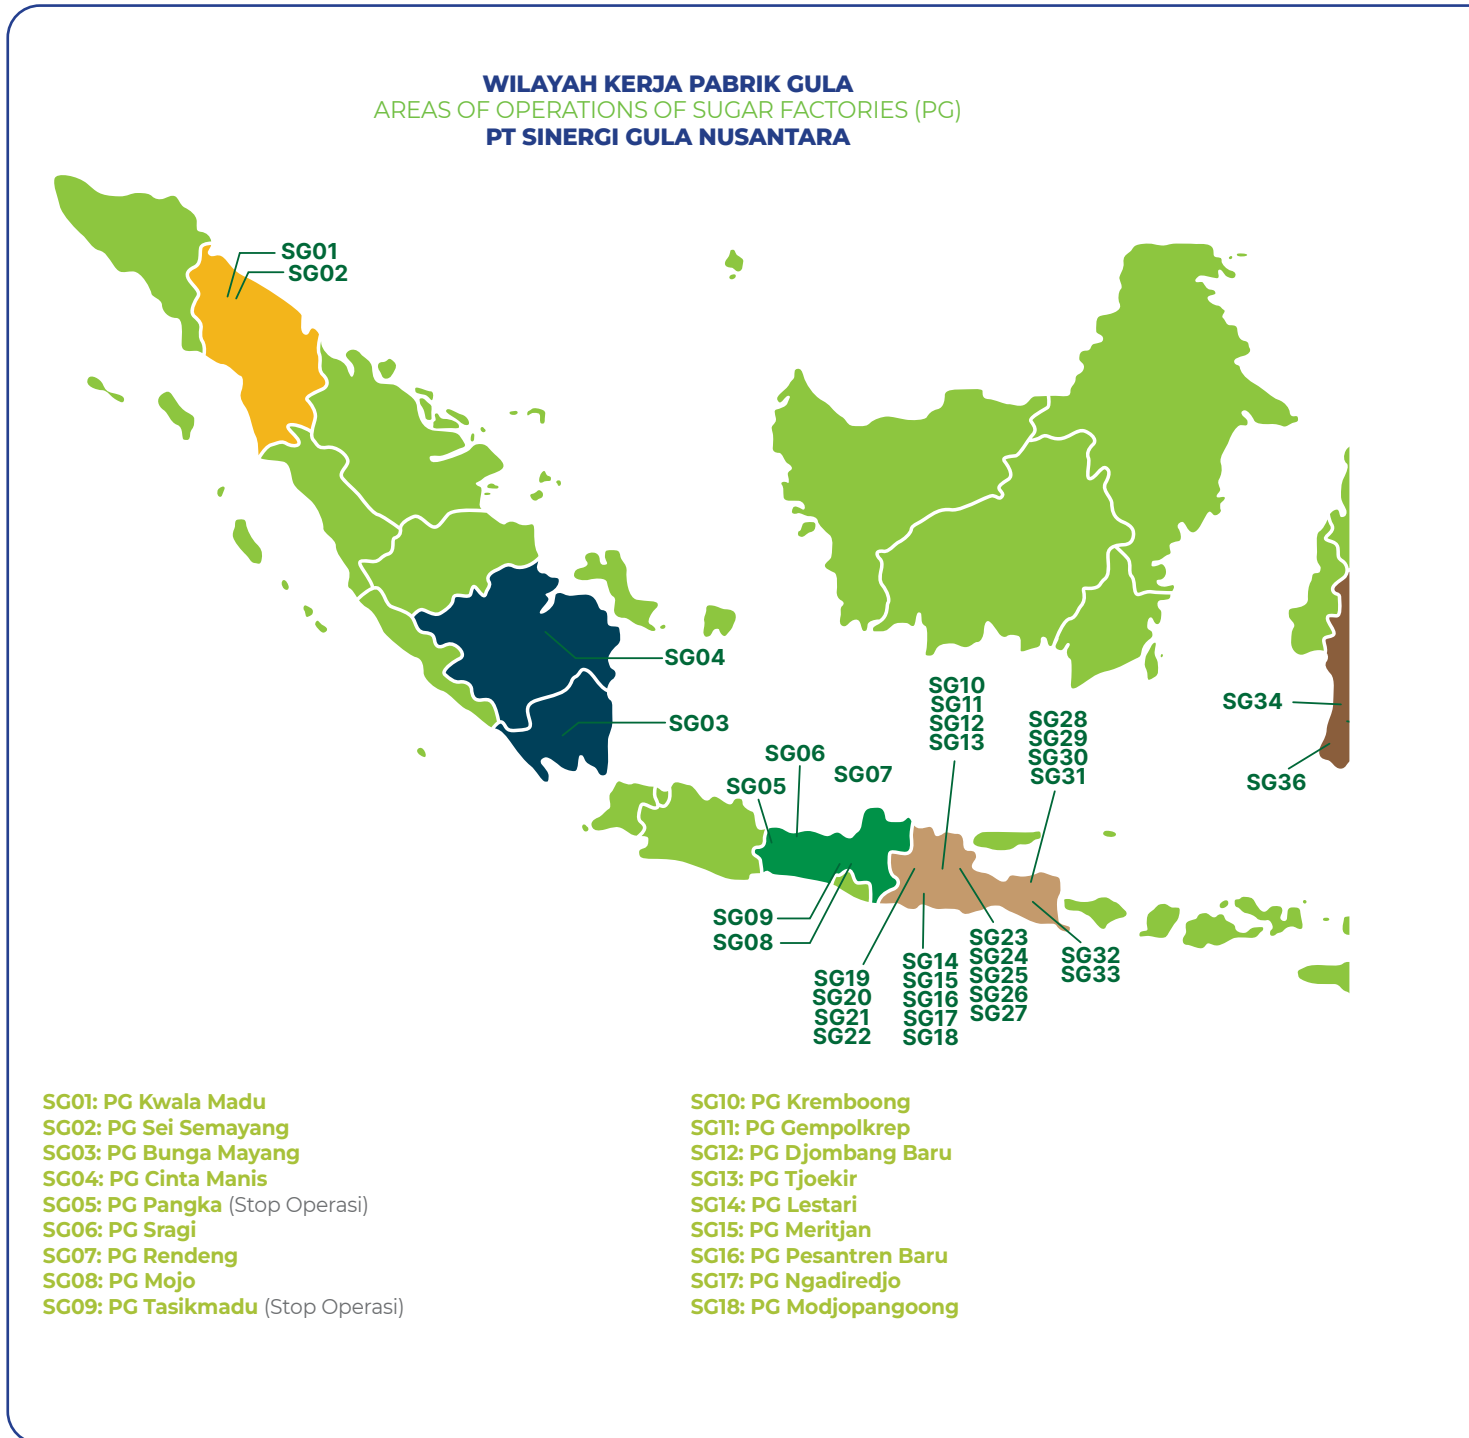 WILAYAH KERJA PABRIK GULA
AREAS OF OPERATIONS OF SUGAR FACTORIES (PG)
PT SINERGI GULA NUSANTARA
SG01
SG02
SG04
SG03
SG10
SG11
SG12
SG13
SG28
SG29
SG30
SG31
SG34
SG36
SG06
SG07
SG05
SG09
SG08
SG19
SG20
SG21
SG22
SG14
SG15
SG16
SG17
SG18
SG23
SG24
SG25
SG26
SG27
SG32
SG33
SG01: PG Kwala Madu
SG02: PG Sei Semayang
SG03: PG Bunga Mayang
SG04: PG Cinta Manis
SG05: PG Pangka (Stop Operasi)
SG06: PG Sragi
SG07: PG Rendeng
SG08: PG Mojo
SG09: PG Tasikmadu (Stop Operasi)
SG10: PG Kremboong
SG11: PG Gempolkrep
SG12: PG Djombang Baru
SG13: PG Tjoekir
SG14: PG Lestari
SG15: PG Meritjan
SG16: PG Pesantren Baru
SG17: PG Ngadiredjo
SG18: PG Modjopangoong